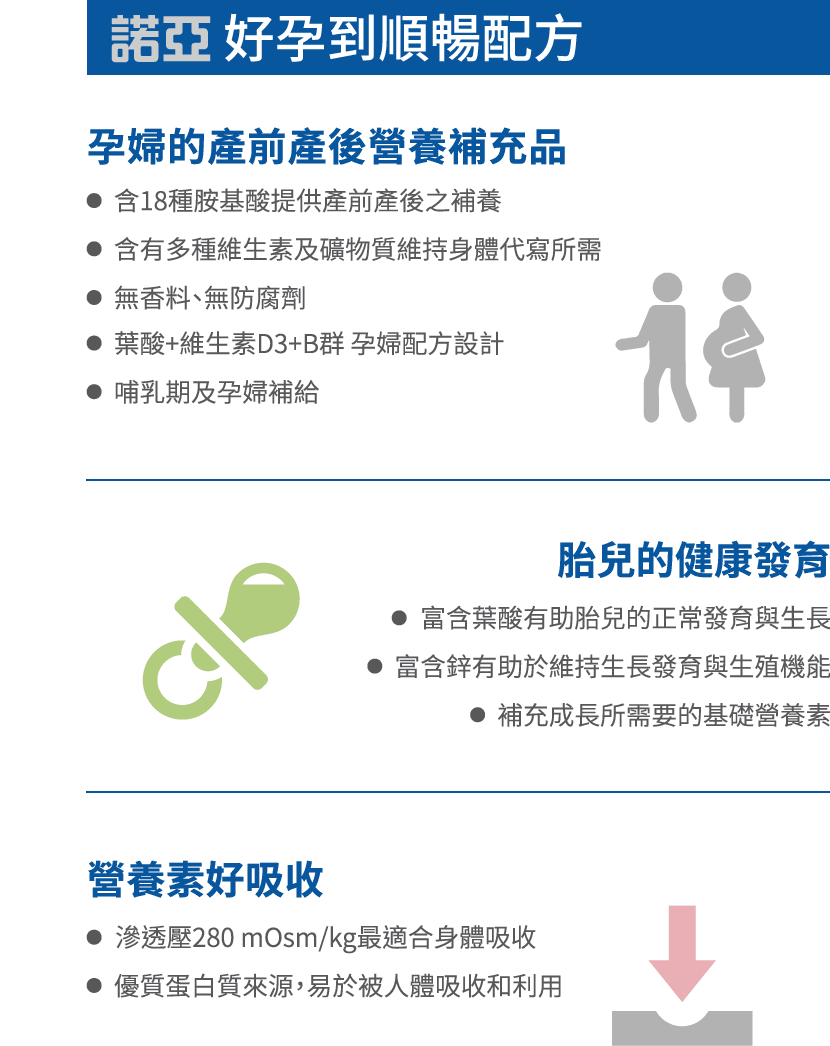 諾亞 好孕到順暢配方
孕婦的產前產後營養補充品
● 含18種胺基酸提供產前產後之補養
● 含有多種維生素及礦物質維持身體代寫所需
● 無香料、無防腐劑
● 葉酸+維生素D3+B群 孕婦配方設計
● 哺乳期及孕婦補給
胎兒的健康發育
● 富含葉酸有助胎兒的正常發育與生長
● 富含鋅有助於維持生長發育與生殖機能
● 補充成長所需要的基礎營養素
營養素好吸收
● 滲透壓280 mOsm/kg最適合身體吸收
● 優質蛋白質來源，易於被人體吸收和利用